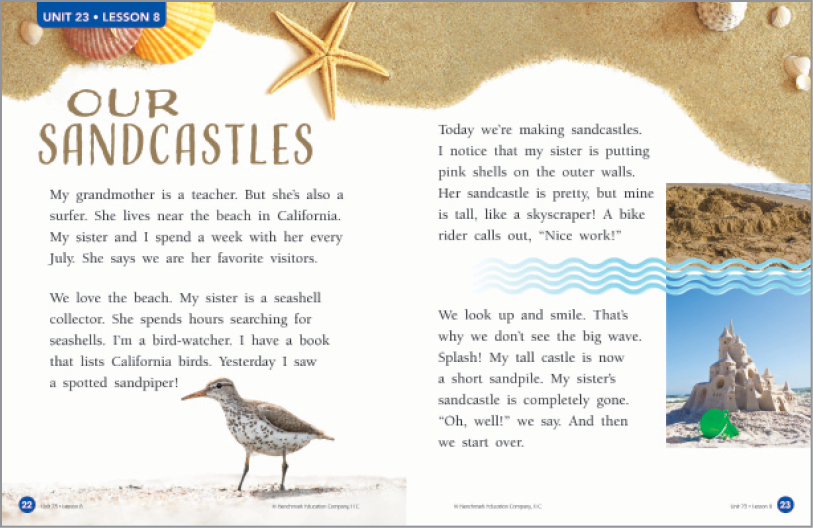 UNIT 23 • LESSON 8
OUR
SANDCASTLES
My grandmother is a teacher. But she's also a
surfer. She lives near the beach in California.
My sister and I spend a week with her every
July. She says we are her favorite visitors.
We love the beach. My sister is a seashell
collector. She spends hours searching for
seashells. I'm a bird-watcher. I have a book
that lists California birds. Yesterday I saw
a spotted sandpiper!
22
Unit 23 • Lesson 8
© Benchmark Education Company, LLC
Today we're making sandcastles.
I notice that my sister is putting
pink shells on the outer walls.
Her sandcastle is pretty, but mine
is tall, like a skyscraper! A bike
rider calls out, “Nice work!”
We look up and smile. That's
why we don't see the big wave.
Splash! My tall castle is now
a short sandpile. My sister's
sandcastle is completely gone.
“Oh, well!” we say. And then
we start over.
© Benchmark Education Company, LLC
Unit 23 • Lesson 8
23